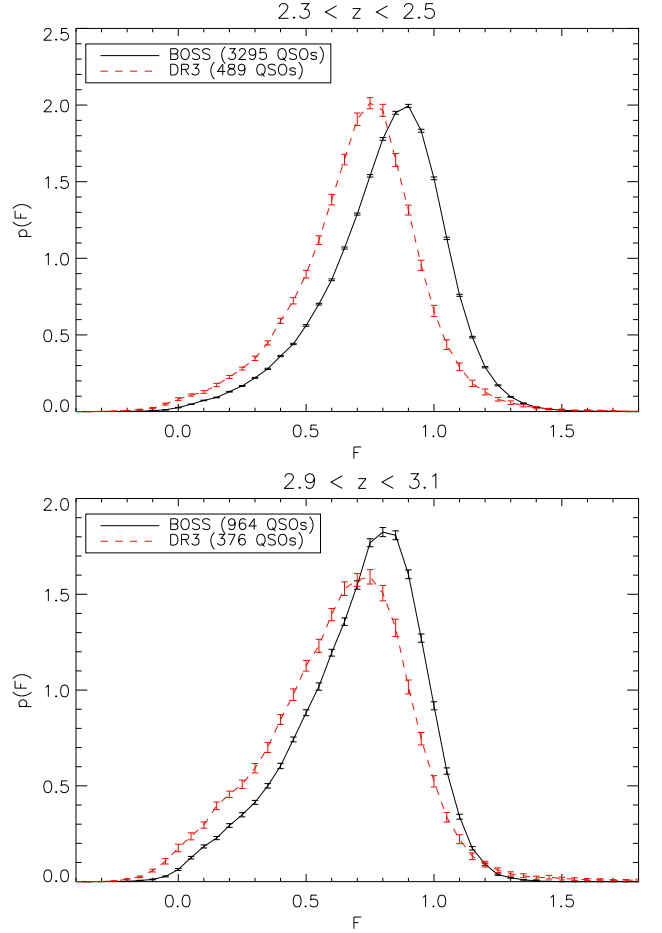 2.3 < z < 2.5
2.5
BOSS (3295 QSOs)
DR3 (489 QSOs)
2.0
1.5
p(F)
1.0
0.5
0.0
0.0 0.5 1.0 1.5
F
2.9 < z < 3.1
2.0
BOSS (964 QSOs)
DR3 (376 QSOs)
1.5
p(F)
1.0
0.5
0.0
0.0 0.5 1.0 1.5
F